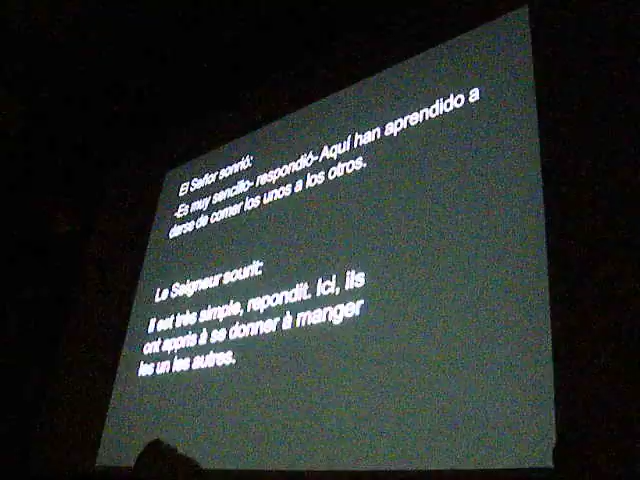 El Señor sonrió:
-Es muy sencillo- respondió- Aquí han aprendido a
darse de comer los unos a los otros.
Le Seigneur sourit:
Il est très simple, repondit. Ici, ils
ont appris à se donner à manger
les un les autres.